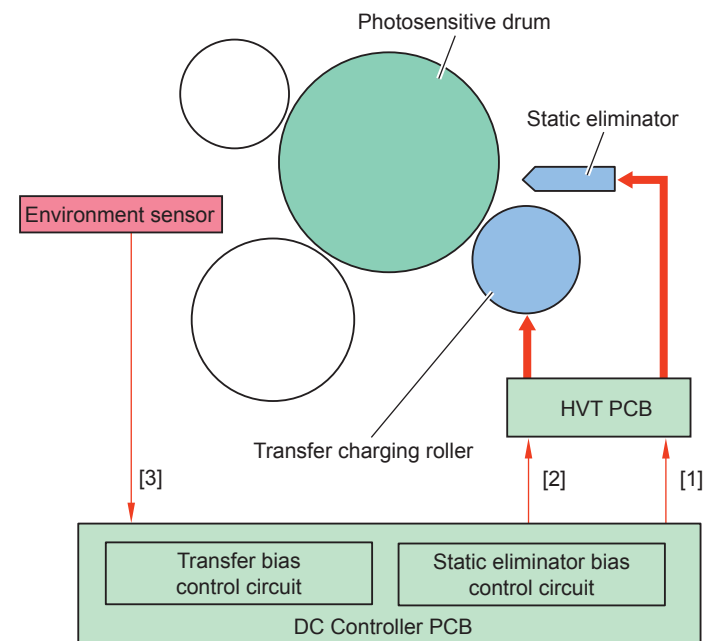 Photosensitive drum
Static eliminator
Environment sensor
HVT PCB
Transfer charging roller
[3]
[2]
[1]
Transfer bias
control circuit
Static eliminator bias
control circuit
DC Controller PCB